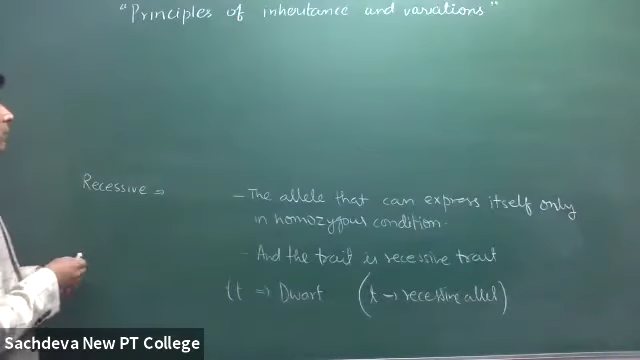 "Principles of inheritance and variations"
Recessive ⇒ – The allele that can express itself only
in homozygous condition.
– And the trait is recessive trait
tt ⇒ Dwarf (t → recessive allel)
Sachdeva New PT College